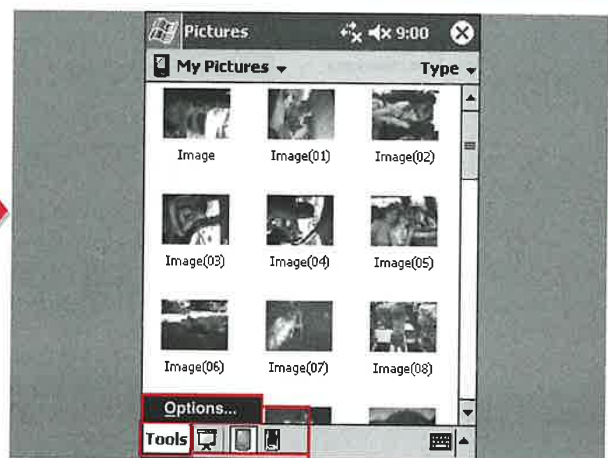 Pictures 9:00
My Pictures Type
Image Image(01) Image(02)
Image(03) Image(04) Image(05)
Image(06) Image(07) Image(08)
Options...
Tools